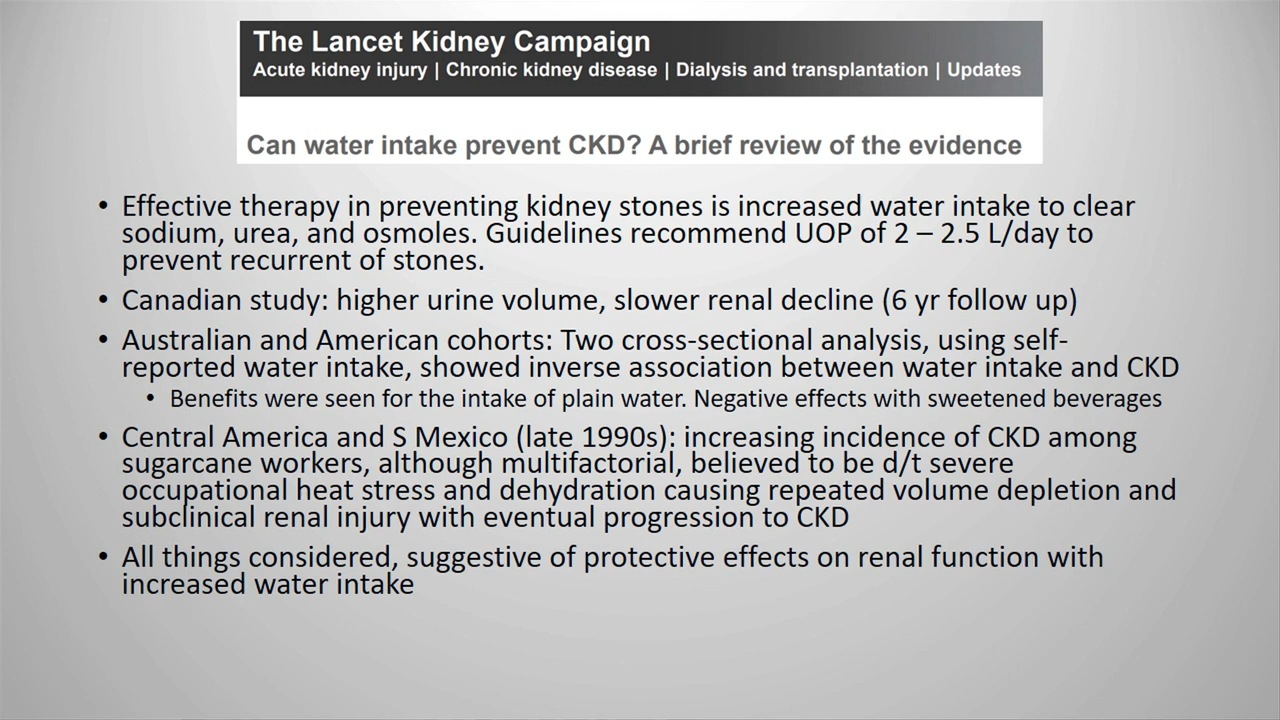 The Lancet Kidney Campaign
Acute kidney injury | Chronic kidney disease | Dialysis and transplantation | Updates
Can water intake prevent CKD? A brief review of the evidence
• Effective therapy in preventing kidney stones is increased water intake to clear
sodium, urea, and osmoles. Guidelines recommend UOP of 2 – 2.5 L/day to
prevent recurrent of stones.
• Canadian study: higher urine volume, slower renal decline (6 yr follow up)
• Australian and American cohorts: Two cross-sectional analysis, using self-
reported water intake, showed inverse association between water intake and CKD
• Benefits were seen for the intake of plain water. Negative effects with sweetened beverages
• Central America and S Mexico (late 1990s): increasing incidence of CKD among
sugarcane workers, although multifactorial, believed to be d/t severe
occupational heat stress and dehydration causing repeated volume depletion and
subclinical renal injury with eventual progression to CKD
• All things considered, suggestive of protective effects on renal function with
increased water intake